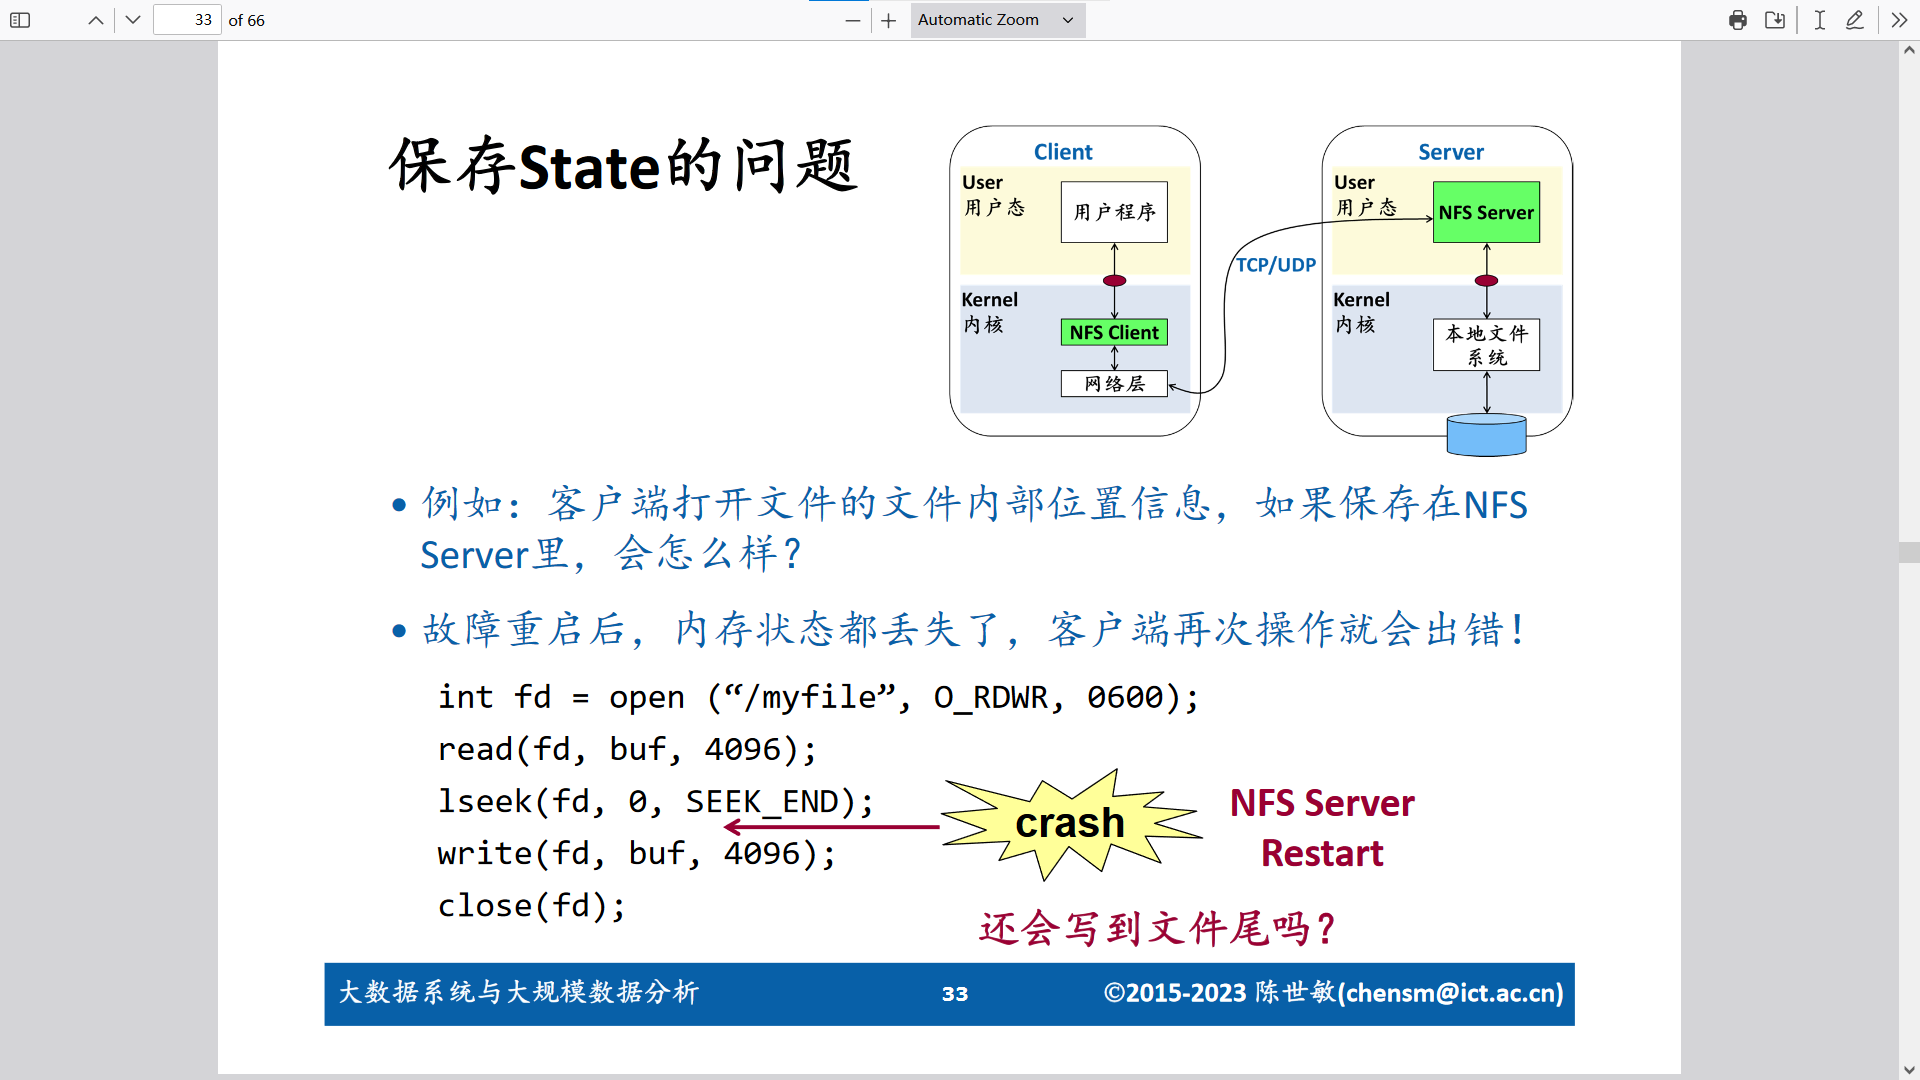 33 of 66
Automatic Zoom
保存State的问题
Client
User
用户态
用户程序
Kernel
内核
NFS Client
网络层
TCP/UDP
Server
User
用户态
NFS Server
Kernel
内核
本地文件
系统
• 例如：客户端打开文件的文件内部位置信息，如果保存在NFS
Server里，会怎么样？
• 故障重启后，内存状态都丢失了，客户端再次操作就会出错！
int fd = open (“/myfile”, O_RDWR, 0600);
read(fd, buf, 4096);
lseek(fd, 0, SEEK_END);
write(fd, buf, 4096);
close(fd);
crash
NFS Server
Restart
还会写到文件尾吗？
大数据系统与大规模数据分析
33
©2015-2023 陈世敏(chensm@ict.ac.cn)